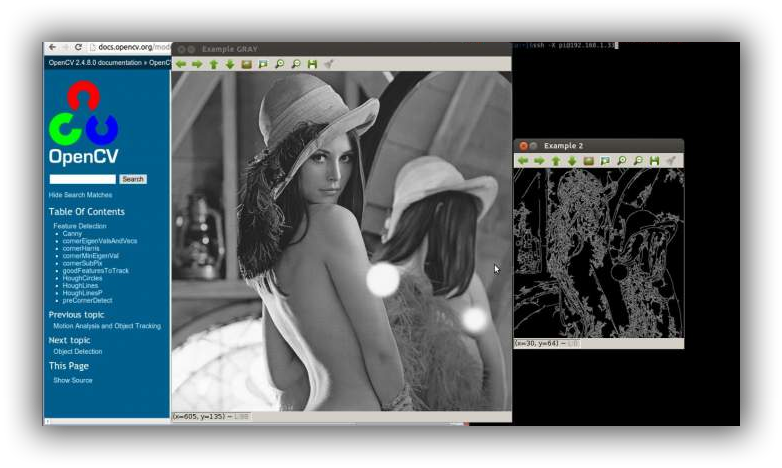 docs.opencv.org/mod
Example GRAY
ssh -X pi@192.168.1.33
OpenCV 2.4.8.0 documentation » OpenC
OpenCV
Search
Hide Search Matches
Table Of Contents
Feature Detection
Canny
cornerEigenValsAndVecs
cornerHarris
cornerMinEigenVal
cornerSubPix
goodFeaturesToTrack
HoughCircles
HoughLines
HoughLinesP
preCornerDetect
Previous topic
Motion Analysis and Object Tracking
Next topic
Object Detection
This Page
Show Source
(x=605, y=135) ~
Example 2
(x=30, y=64) ~